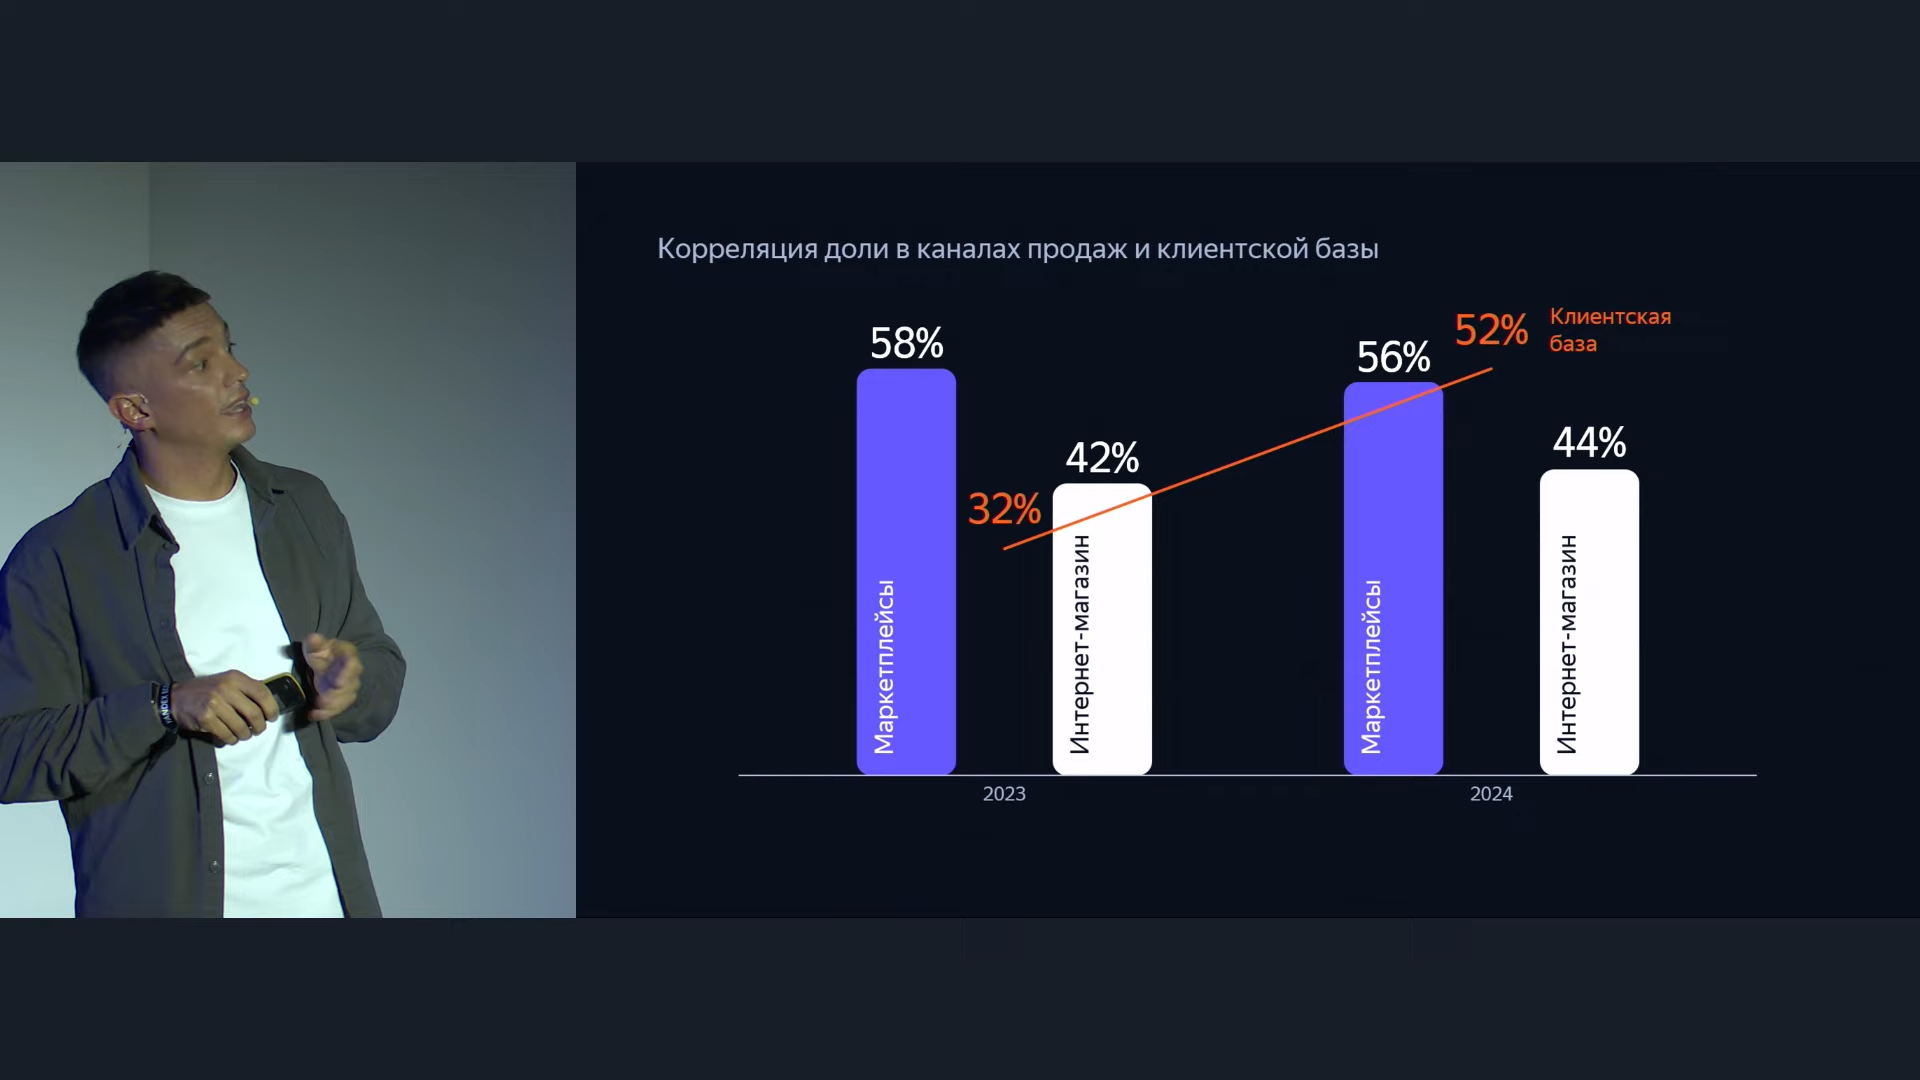 Корреляция доли в каналах продаж и клиентской базы
58%
42%
32%
56%
52%
44%
Клиентская
база
Маркетплейсы
Интернет-магазин
Маркетплейсы
Интернет-магазин
2023
2024